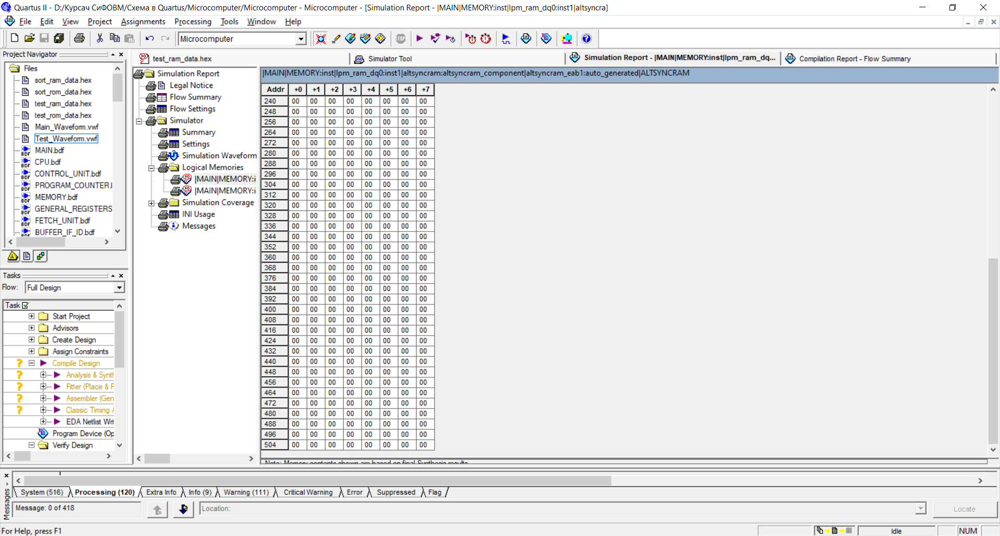 Quartus II - D:/Курсач СиФОВМ/Схема в Quartus/Microcomputer/Microcomputer - Microcomputer - [Simulation Report - |MAIN|MEMORY:inst|lpm_ram_dq0:inst1|altsyncra]
File Edit View Project Assignments Processing Tools Window Help
Microcomputer
STOP
Project Navigator
Files
sort_ram_data.hex
sort_rom_data.hex
test_ram_data.hex
test_rom_data.hex
Main_Waveform.vwf
Test_Waveform.vwf
MAIN.bdf
CPU.bdf
CONTROL_UNIT.bdf
PROGRAM_COUNTER.l
MEMORY.bdf
GENERAL_REGISTERS
FETCH_UNIT.bdf
BUFFER_IF_ID.bdf
Tasks
Flow: Full Design
Task
Start Project
Advisors
Create Design
Assign Constraints
Compile Design
Analysis & Synth
Fitter (Place & F
Assembler (Gen
Classic Timing A
EDA Netlist Wri
Program Device (Op
Verify Design
test_ram_data.hex
Simulator Tool
Simulation Report - |MAIN|MEMORY:inst|lpm_ram_dq...
Compilation Report - Flow Summary
Simulation Report
Legal Notice
Flow Summary
Flow Settings
Simulator
Summary
Settings
Simulation Waveform
Logical Memories
|MAIN|MEMORY:i
|MAIN|MEMORY:i
Simulation Coverage
INI Usage
Messages
|MAIN|MEMORY:inst|lpm_ram_dq0:inst1|altsyncram:altsyncram_component|altsyncram_eab1:auto_generated|ALTSYNCRAM
Addr +0 +1 +2 +3 +4 +5 +6 +7
240 00 00 00 00 00 00 00 00
248 00 00 00 00 00 00 00 00
256 00 00 00 00 00 00 00 00
264 00 00 00 00 00 00 00 00
272 00 00 00 00 00 00 00 00
280 00 00 00 00 00 00 00 00
288 00 00 00 00 00 00 00 00
296 00 00 00 00 00 00 00 00
304 00 00 00 00 00 00 00 00
312 00 00 00 00 00 00 00 00
320 00 00 00 00 00 00 00 00
328 00 00 00 00 00 00 00 00
336 00 00 00 00 00 00 00 00
344 00 00 00 00 00 00 00 00
352 00 00 00 00 00 00 00 00
360 00 00 00 00 00 00 00 00
368 00 00 00 00 00 00 00 00
376 00 00 00 00 00 00 00 00
384 00 00 00 00 00 00 00 00
392 00 00 00 00 00 00 00 00
400 00 00 00 00 00 00 00 00
408 00 00 00 00 00 00 00 00
416 00 00 00 00 00 00 00 00
424 00 00 00 00 00 00 00 00
432 00 00 00 00 00 00 00 00
440 00 00 00 00 00 00 00 00
448 00 00 00 00 00 00 00 00
456 00 00 00 00 00 00 00 00
464 00 00 00 00 00 00 00 00
472 00 00 00 00 00 00 00 00
480 00 00 00 00 00 00 00 00
488 00 00 00 00 00 00 00 00
496 00 00 00 00 00 00 00 00
504 00 00 00 00 00 00 00 00
Note: Memory contents shown are based on final Synthesis results
System (516) Processing (120) Extra Info Info (9) Warning (111) Critical Warning Error Suppressed Flag
Messages
Message: 0 of 418
Location:
Locate
For Help, press F1
Idle
NUM